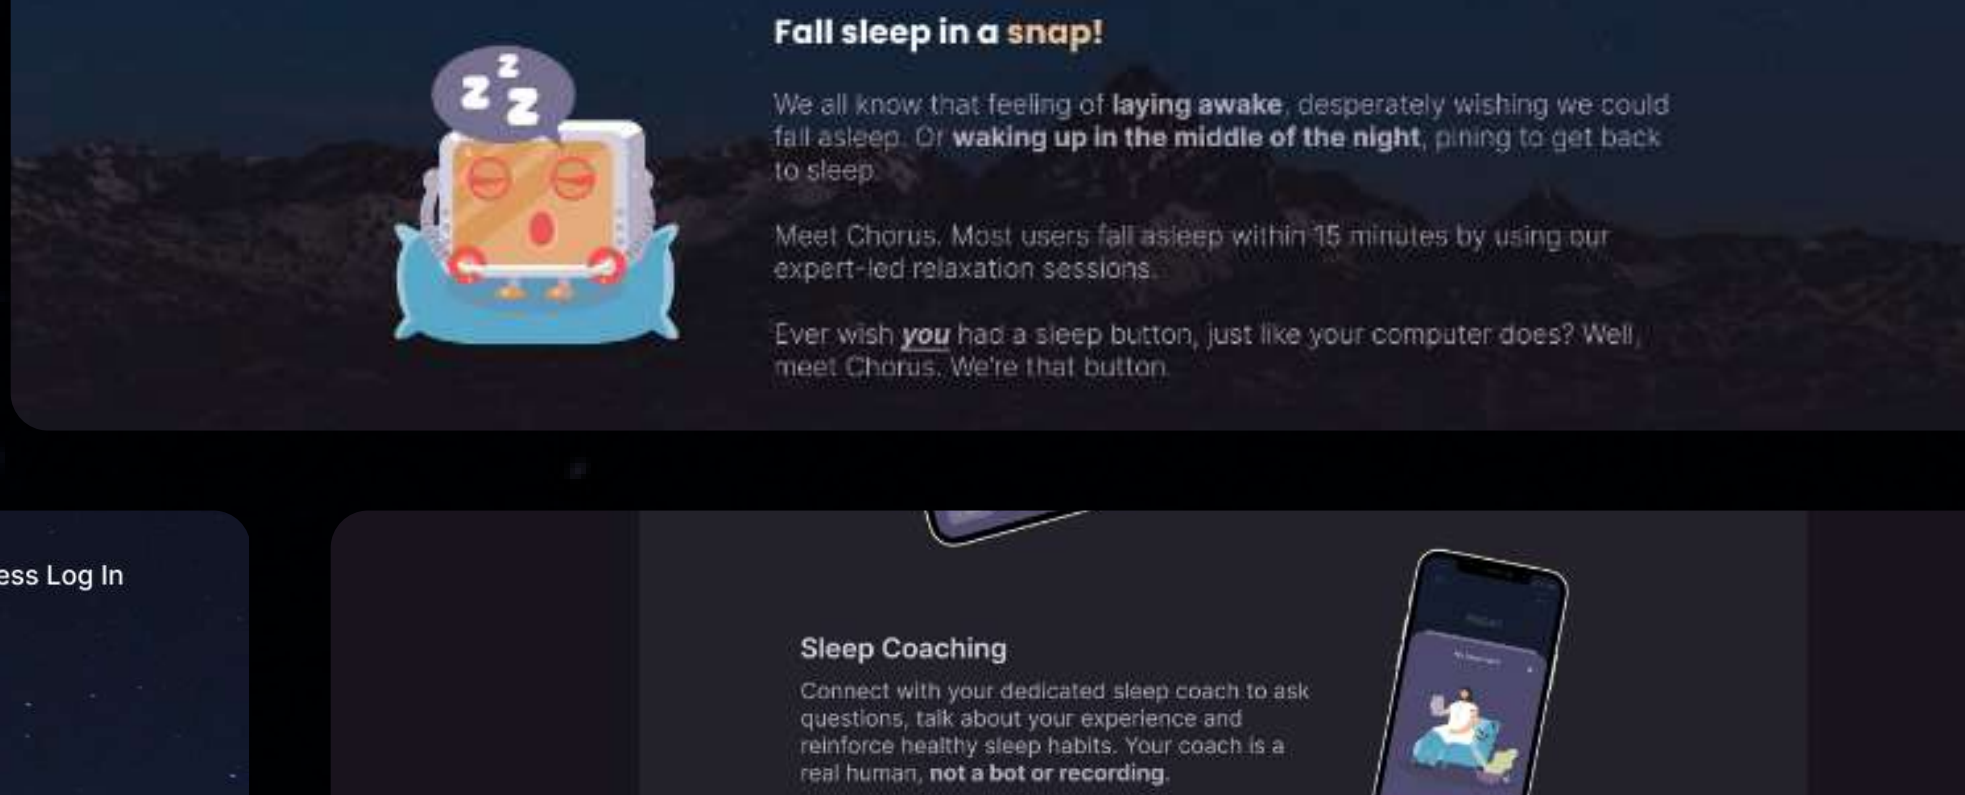 Fall sleep in a snap!
z
z
z
We all know that feeling of laying awake, desperately wishing we could
fall asleep. Or waking up in the middle of the night, pining to get back
to sleep.
Meet Chorus. Most users fall asleep within 15 minutes by using our
expert-led relaxation sessions.
Ever wish you had a sleep button, just like your computer does? Well,
meet Chorus. We're that button.
ess Log In
Sleep Coaching
Connect with your dedicated sleep coach to ask
questions, talk about your experience and
reinforce healthy sleep habits. Your coach is a
real human, not a bot or recording.